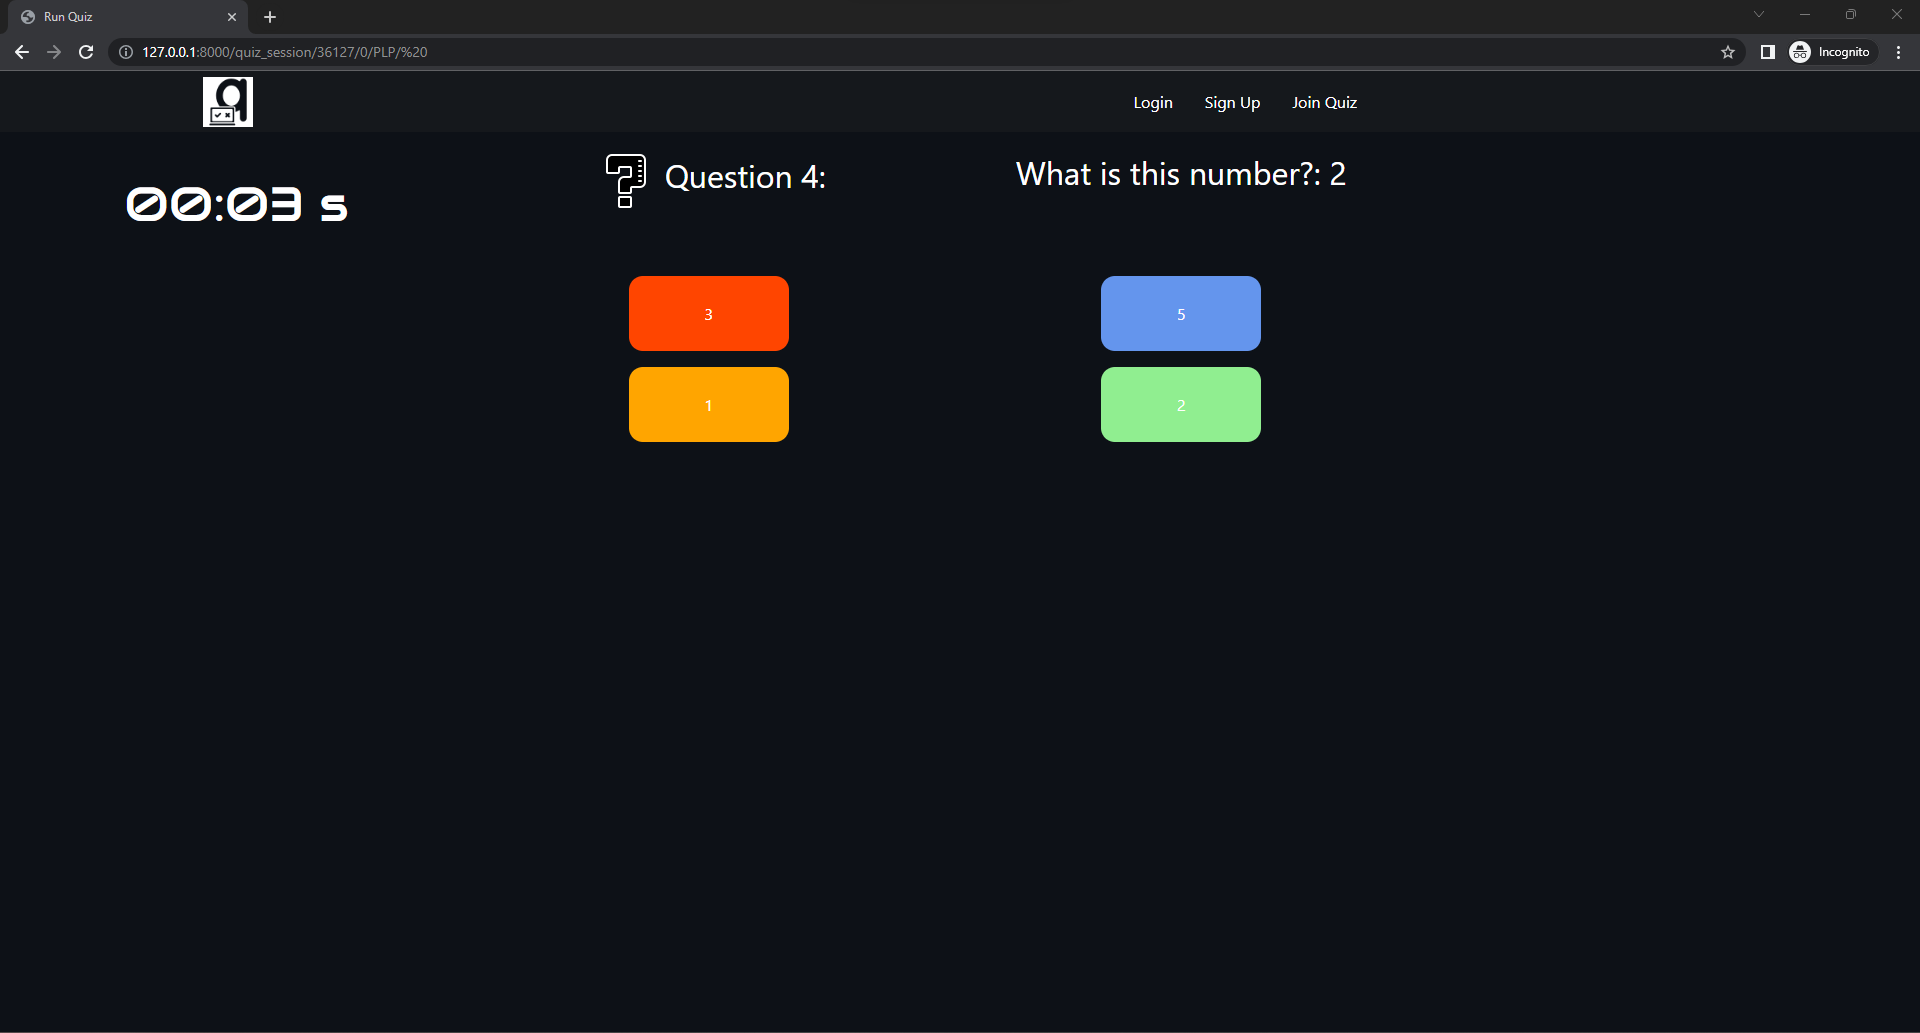 Run Quiz
127.0.0.1:8000/quiz_session/36127/0/PLP/%20
Incognito
q
Login Sign Up Join Quiz
00:03 s
Question 4:
What is this number?: 2
3
5
1
2